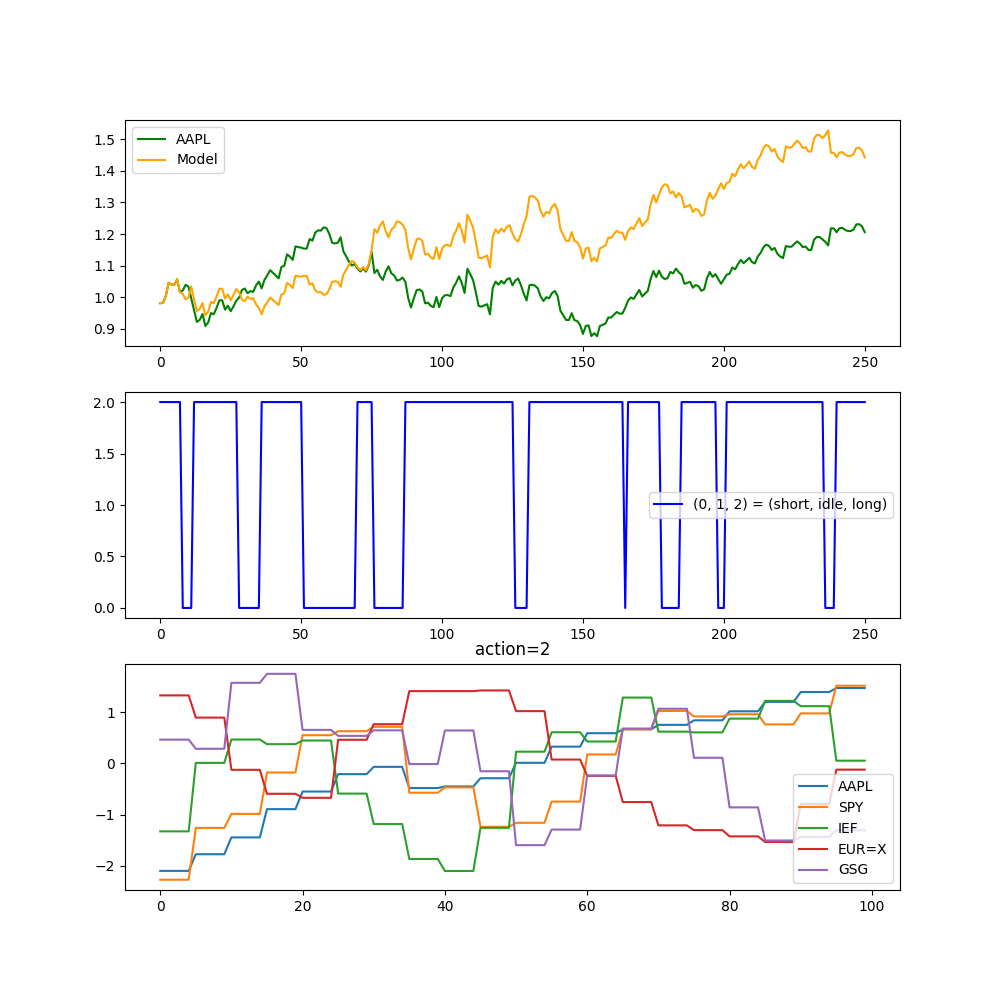 1.5
AAPL
Model
1.4
1.3
1.2
1.1
1.0
0.9
0 50 100 150 200 250
2.0
1.5
1.0
(0, 1, 2) = (short, idle, long)
0.5
0.0
0 50 100 150 200 250
action=2
1
0
−1
−2
AAPL
SPY
IEF
EUR=X
GSG
0 20 40 60 80 100